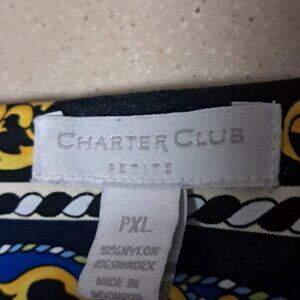 CHARTER CLUB
PETITE
PXL
92% NYLON
8% SPANDEX
MADE IN